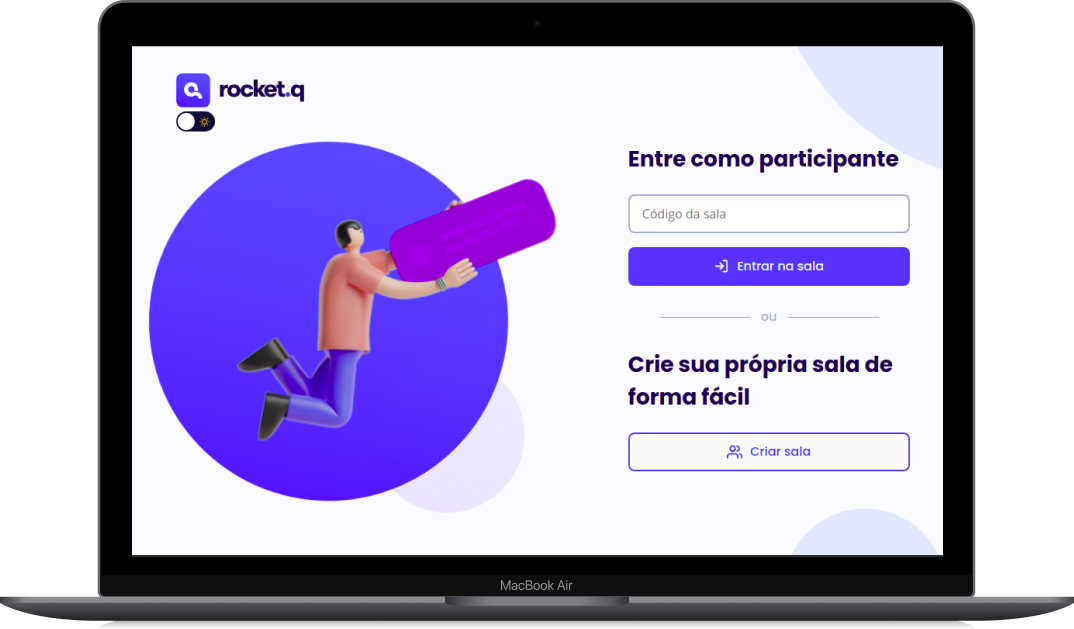 rocket.q
Entre como participante
Código da sala
Entrar na sala
ou
Crie sua própria sala de
forma fácil
Criar sala
MacBook Air